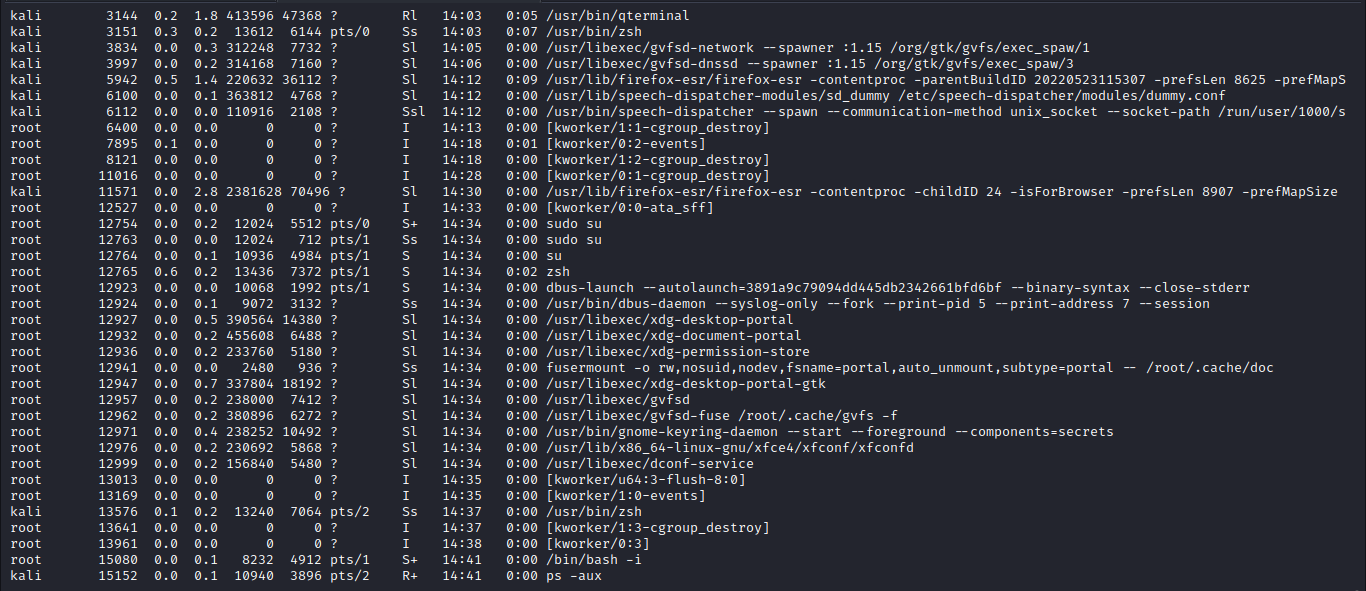 kali 3144 0.2 1.8 413596 47368 ? Rl 14:03 0:05 /usr/bin/qterminal
kali 3151 0.3 0.2 13612 6144 pts/0 Ss 14:03 0:07 /usr/bin/zsh
kali 3834 0.0 0.3 312248 7732 ? Sl 14:05 0:00 /usr/libexec/gvfsd-network --spawner :1.15 /org/gtk/gvfs/exec_spaw/1
kali 3997 0.0 0.2 314168 7160 ? Sl 14:06 0:00 /usr/libexec/gvfsd-dnssd --spawner :1.15 /org/gtk/gvfs/exec_spaw/3
kali 5942 0.5 1.4 220632 36112 ? Sl 14:12 0:09 /usr/lib/firefox-esr/firefox-esr -contentproc -parentBuildID 20220523115307 -prefsLen 8625 -prefMapS
kali 6100 0.0 0.1 363812 4768 ? Sl 14:12 0:00 /usr/lib/speech-dispatcher-modules/sd_dummy /etc/speech-dispatcher/modules/dummy.conf
kali 6112 0.0 0.0 110916 2108 ? Ssl 14:12 0:00 /usr/bin/speech-dispatcher --spawn --communication-method unix_socket --socket-path /run/user/1000/s
root 6400 0.0 0.0 0 0 ? I 14:13 0:00 [kworker/1:1-cgroup_destroy]
root 7895 0.1 0.0 0 0 ? I 14:18 0:01 [kworker/0:2-events]
root 8121 0.0 0.0 0 0 ? I 14:18 0:00 [kworker/1:2-cgroup_destroy]
root 11016 0.0 0.0 0 0 ? I 14:28 0:00 [kworker/0:1-cgroup_destroy]
kali 11571 0.0 2.8 2381628 70496 ? Sl 14:30 0:00 /usr/lib/firefox-esr/firefox-esr -contentproc -childID 24 -isForBrowser -prefsLen 8907 -prefMapSize
root 12527 0.0 0.0 0 0 ? I 14:33 0:00 [kworker/0:0-ata_sff]
root 12754 0.0 0.2 12024 5512 pts/0 S+ 14:34 0:00 sudo su
root 12763 0.0 0.0 12024 712 pts/1 Ss 14:34 0:00 sudo su
root 12764 0.0 0.1 10936 4984 pts/1 S 14:34 0:00 su
root 12765 0.6 0.2 13436 7372 pts/1 S 14:34 0:02 zsh
root 12923 0.0 0.0 10068 1992 pts/1 S 14:34 0:00 dbus-launch --autolaunch=3891a9c79094dd445db2342661bfd6bf --binary-syntax --close-stderr
root 12924 0.0 0.1 9072 3132 ? Ss 14:34 0:00 /usr/bin/dbus-daemon --syslog-only --fork --print-pid 5 --print-address 7 --session
root 12927 0.0 0.5 390564 14380 ? Sl 14:34 0:00 /usr/libexec/xdg-desktop-portal
root 12932 0.0 0.2 455608 6488 ? Sl 14:34 0:00 /usr/libexec/xdg-document-portal
root 12936 0.0 0.2 233760 5180 ? Sl 14:34 0:00 /usr/libexec/xdg-permission-store
root 12941 0.0 0.0 2480 936 ? Ss 14:34 0:00 fusermount -o rw,nosuid,nodev,fsname=portal,auto_unmount,subtype=portal -- /root/.cache/doc
root 12947 0.0 0.7 337804 18192 ? Sl 14:34 0:00 /usr/libexec/xdg-desktop-portal-gtk
root 12957 0.0 0.2 238000 7412 ? Sl 14:34 0:00 /usr/libexec/gvfsd
root 12962 0.0 0.2 380896 6272 ? Sl 14:34 0:00 /usr/libexec/gvfsd-fuse /root/.cache/gvfs -f
root 12971 0.0 0.4 238252 10492 ? Sl 14:34 0:00 /usr/bin/gnome-keyring-daemon --start --foreground --components=secrets
root 12976 0.0 0.2 230692 5868 ? Sl 14:34 0:00 /usr/lib/x86_64-linux-gnu/xfce4/xfconf/xfconfd
root 12999 0.0 0.2 156840 5480 ? Sl 14:34 0:00 /usr/libexec/dconf-service
root 13013 0.0 0.0 0 0 ? I 14:35 0:00 [kworker/u64:3-flush-8:0]
root 13169 0.0 0.0 0 0 ? I 14:35 0:00 [kworker/1:0-events]
kali 13576 0.1 0.2 13240 7064 pts/2 Ss 14:37 0:00 /usr/bin/zsh
root 13641 0.0 0.0 0 0 ? I 14:37 0:00 [kworker/1:3-cgroup_destroy]
root 13961 0.0 0.0 0 0 ? I 14:38 0:00 [kworker/0:3]
root 15080 0.0 0.1 8232 4912 pts/1 S+ 14:41 0:00 /bin/bash -i
kali 15152 0.0 0.1 10940 3896 pts/2 R+ 14:41 0:00 ps -aux